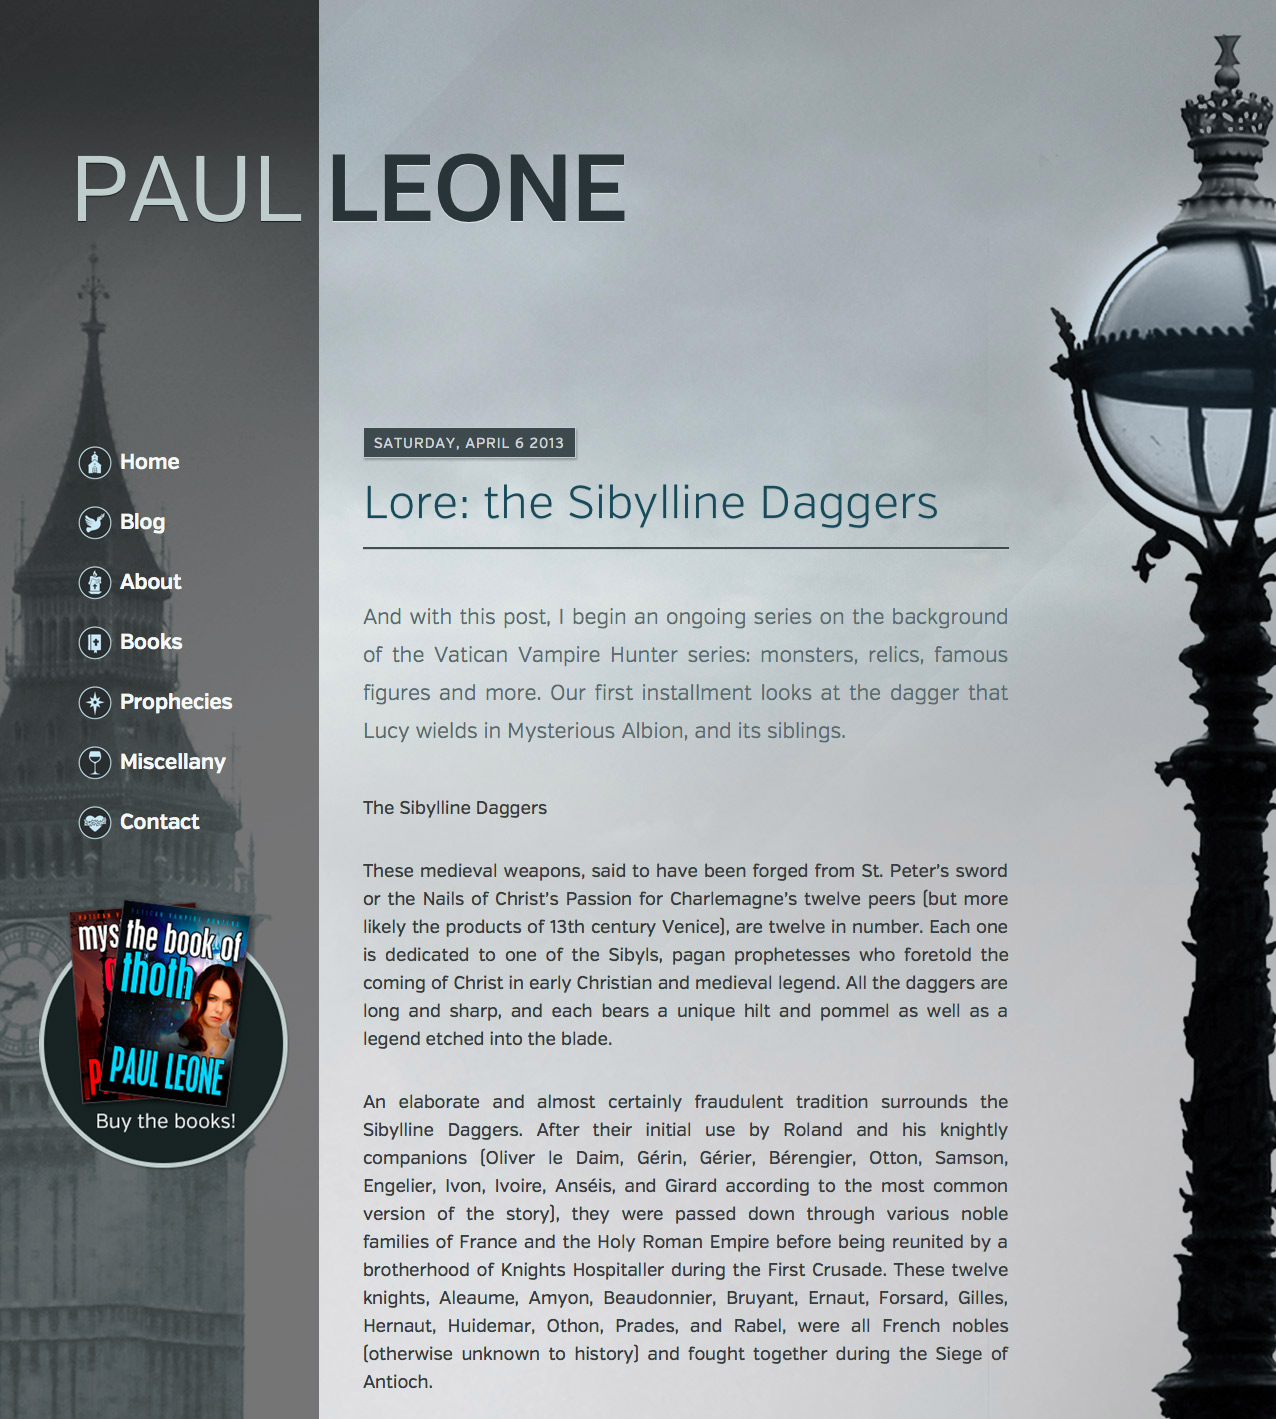 PAUL LEONE
Home
Blog
About
Books
Prophecies
Miscellany
Contact
mys the book of
thoth
PAUL LEONE
Buy the books!
SATURDAY, APRIL 6 2013
Lore: the Sibylline Daggers
And with this post, I begin an ongoing series on the background
of the Vatican Vampire Hunter series: monsters, relics, famous
figures and more. Our first installment looks at the dagger that
Lucy wields in Mysterious Albion, and its siblings.
The Sibylline Daggers
These medieval weapons, said to have been forged from St. Peter's sword
or the Nails of Christ's Passion for Charlemagne's twelve peers (but more
likely the products of 13th century Venice), are twelve in number. Each one
is dedicated to one of the Sibyls, pagan prophetesses who foretold the
coming of Christ in early Christian and medieval legend. All the daggers are
long and sharp, and each bears a unique hilt and pommel as well as a
legend etched into the blade.
An elaborate and almost certainly fraudulent tradition surrounds the
Sibylline Daggers. After their initial use by Roland and his knightly
companions (Oliver le Daim, Gérin, Gérier, Bérengier, Otton, Samson,
Engelier, Ivon, Ivoire, Anséis, and Girard according to the most common
version of the story), they were passed down through various noble
families of France and the Holy Roman Empire before being reunited by a
brotherhood of Knights Hospitaller during the First Crusade. These twelve
knights, Aleaume, Amyon, Beaudonnier, Bruyant, Ernaut, Forsard, Gilles,
Hernaut, Huidemar, Othon, Prades, and Rabel, were all French nobles
(otherwise unknown to history) and fought together during the Siege of
Antioch.